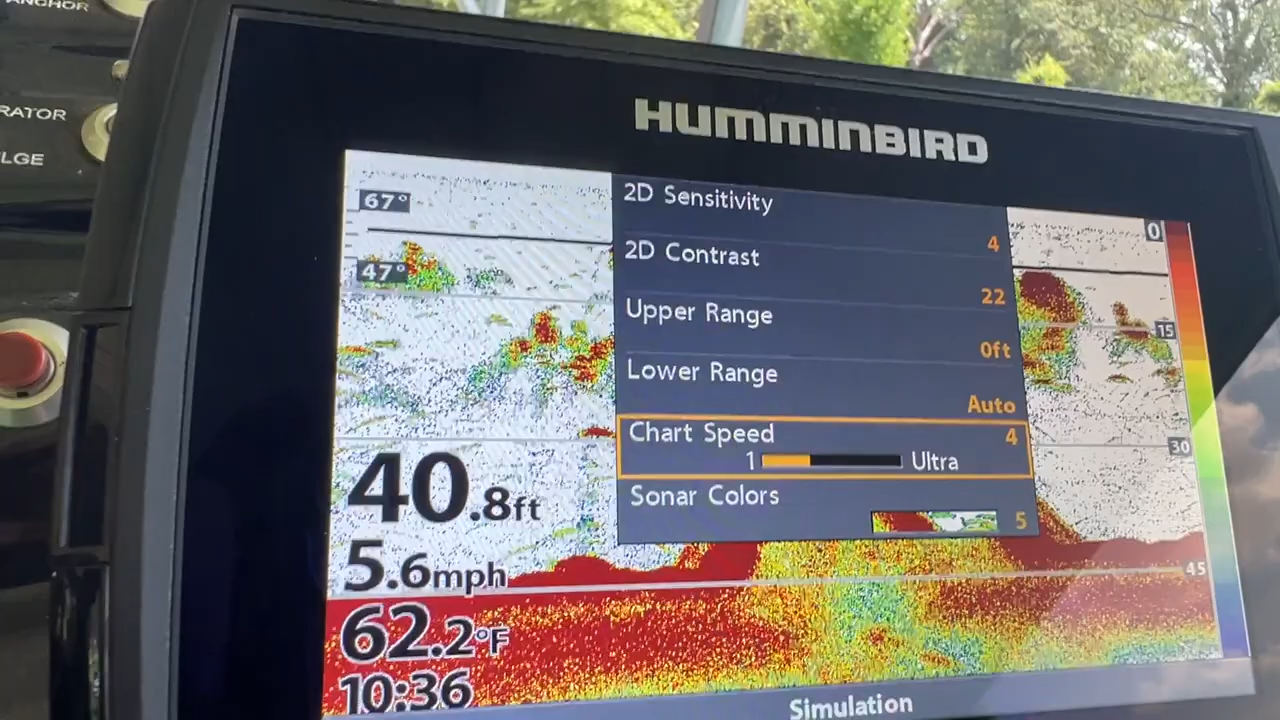 ANCHOR
RATOR
LGE
HUMMINBIRD
67°
47°
2D Sensitivity
4
2D Contrast
22
Upper Range
0ft
Lower Range
Auto
Chart Speed
4
1
Ultra
Sonar Colors
5
0
15
30
45
40.8ft
5.6mph
62.2°F
10:36
Simulation